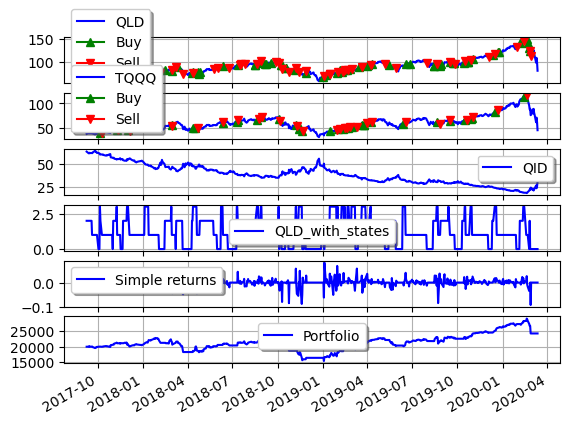 QLD
Buy
Sell
150
100
TQQQ
Buy
Sell
100
50
50
25
QID
2.5
0.0
QLD_with_states
0.0
-0.1
Simple returns
25000
20000
15000
Portfolio
2017-10
2018-01
2018-04
2018-07
2018-10
2019-01
2019-04
2019-07
2019-10
2020-01
2020-04